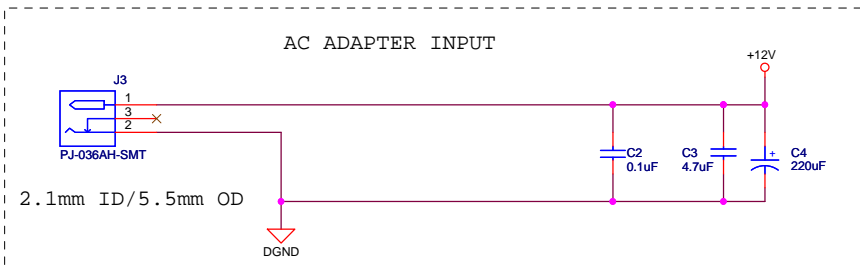 AC ADAPTER INPUT
+12V
J3
1
3
2
PJ-036AH-SMT
C2
0.1uF
C3
4.7uF
+
C4
220uF
2.1mm ID/5.5mm OD
DGND